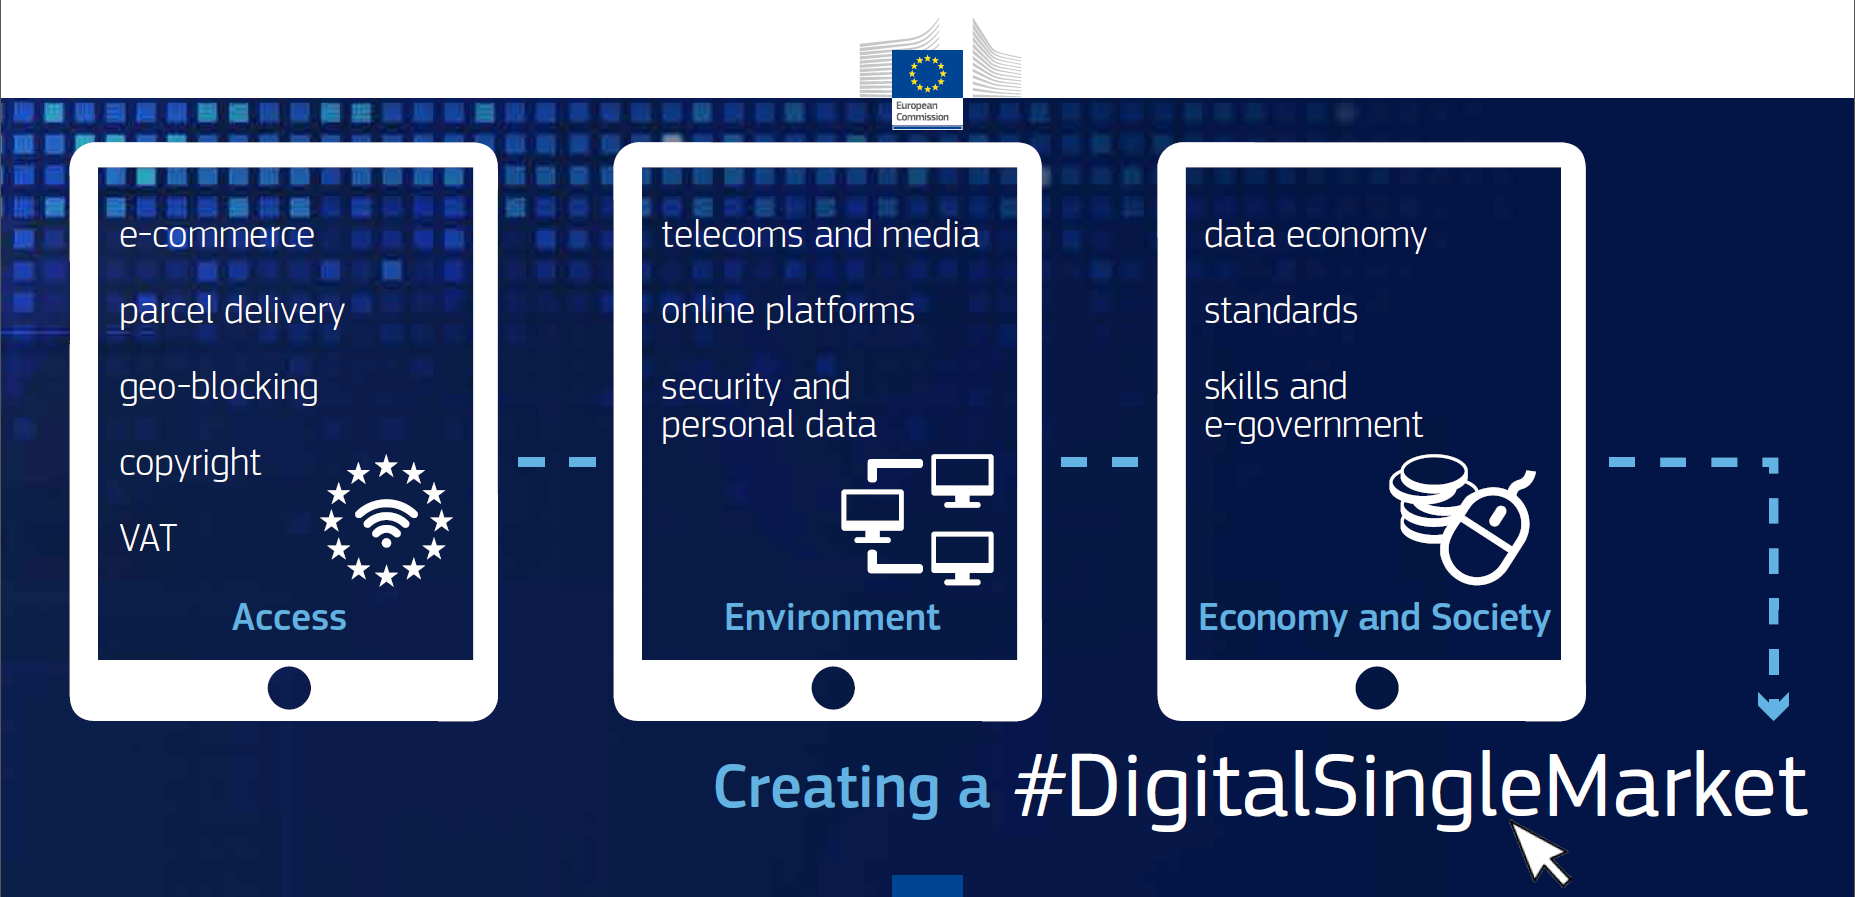 European
Commission
e-commerce
parcel delivery
geo-blocking
copyright
VAT
Access
telecoms and media
online platforms
security and
personal data
Environment
data economy
standards
skills and
e-government
Economy and Society
Creating a #DigitalSingleMarket